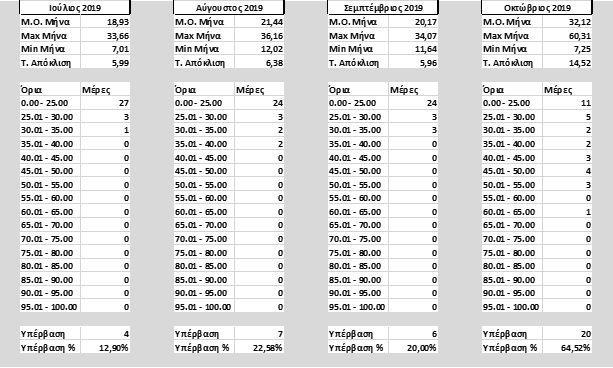 Ιούλιος 2019 Αύγουστος 2019 Σεμπτέμβριος 2019 Οκτώβριος 2019
Μ.Ο. Μήνα 18,93 Μ.Ο. Μήνα 21,44 Μ.Ο. Μήνα 20,17 Μ.Ο. Μήνα 32,12
Max Μήνα 33,66 Max Μήνα 36,16 Max Μήνα 34,07 Max Μήνα 60,31
Min Μήνα 7,01 Min Μήνα 12,02 Min Μήνα 11,64 Min Μήνα 7,25
Τ. Απόκλιση 5,99 Τ. Απόκλιση 6,38 Τ. Απόκλιση 5,96 Τ. Απόκλιση 14,52
Όρια Μέρες Όρια Μέρες Όρια Μέρες Όρια Μέρες
0.00 - 25.00 27 0.00 - 25.00 24 0.00 - 25.00 24 0.00 - 25.00 11
25.01 - 30.00 3 25.01 - 30.00 3 25.01 - 30.00 3 25.01 - 30.00 5
30.01 - 35.00 1 30.01 - 35.00 2 30.01 - 35.00 3 30.01 - 35.00 2
35.01 - 40.00 0 35.01 - 40.00 2 35.01 - 40.00 0 35.01 - 40.00 2
40.01 - 45.00 0 40.01 - 45.00 0 40.01 - 45.00 0 40.01 - 45.00 3
45.01 - 50.00 0 45.01 - 50.00 0 45.01 - 50.00 0 45.01 - 50.00 4
50.01 - 55.00 0 50.01 - 55.00 0 50.01 - 55.00 0 50.01 - 55.00 3
55.01 - 60.00 0 55.01 - 60.00 0 55.01 - 60.00 0 55.01 - 60.00 0
60.01 - 65.00 0 60.01 - 65.00 0 60.01 - 65.00 0 60.01 - 65.00 1
65.01 - 70.00 0 65.01 - 70.00 0 65.01 - 70.00 0 65.01 - 70.00 0
70.01 - 75.00 0 70.01 - 75.00 0 70.01 - 75.00 0 70.01 - 75.00 0
75.01 - 80.00 0 75.01 - 80.00 0 75.01 - 80.00 0 75.01 - 80.00 0
80.01 - 85.00 0 80.01 - 85.00 0 80.01 - 85.00 0 80.01 - 85.00 0
85.01 - 90.00 0 85.01 - 90.00 0 85.01 - 90.00 0 85.01 - 90.00 0
90.01 - 95.00 0 90.01 - 95.00 0 90.01 - 95.00 0 90.01 - 95.00 0
95.01 - 100.00 0 95.01 - 100.00 0 95.01 - 100.00 0 95.01 - 100.00 0
Υπέρβαση 4 Υπέρβαση 7 Υπέρβαση 6 Υπέρβαση 20
Υπέρβαση % 12,90% Υπέρβαση % 22,58% Υπέρβαση % 20,00% Υπέρβαση % 64,52%